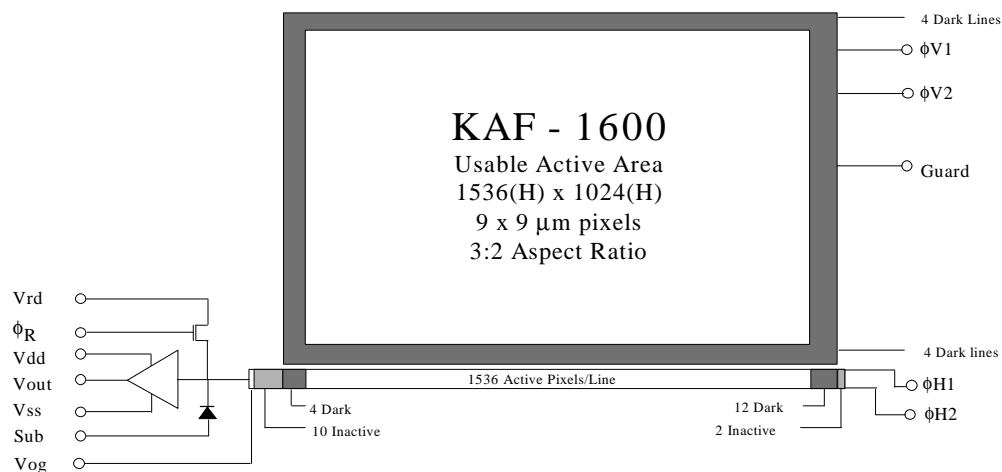 4 Dark Lines
ϕV1
ϕV2
KAF - 1600
Usable Active Area
1536(H) x 1024(H)
9 x 9 μm pixels
3:2 Aspect Ratio
Guard
Vrd
ϕR
Vdd
Vout
Vss
Sub
Vog
4 Dark lines
1536 Active Pixels/Line
ϕH1
ϕH2
4 Dark
12 Dark
10 Inactive
2 Inactive